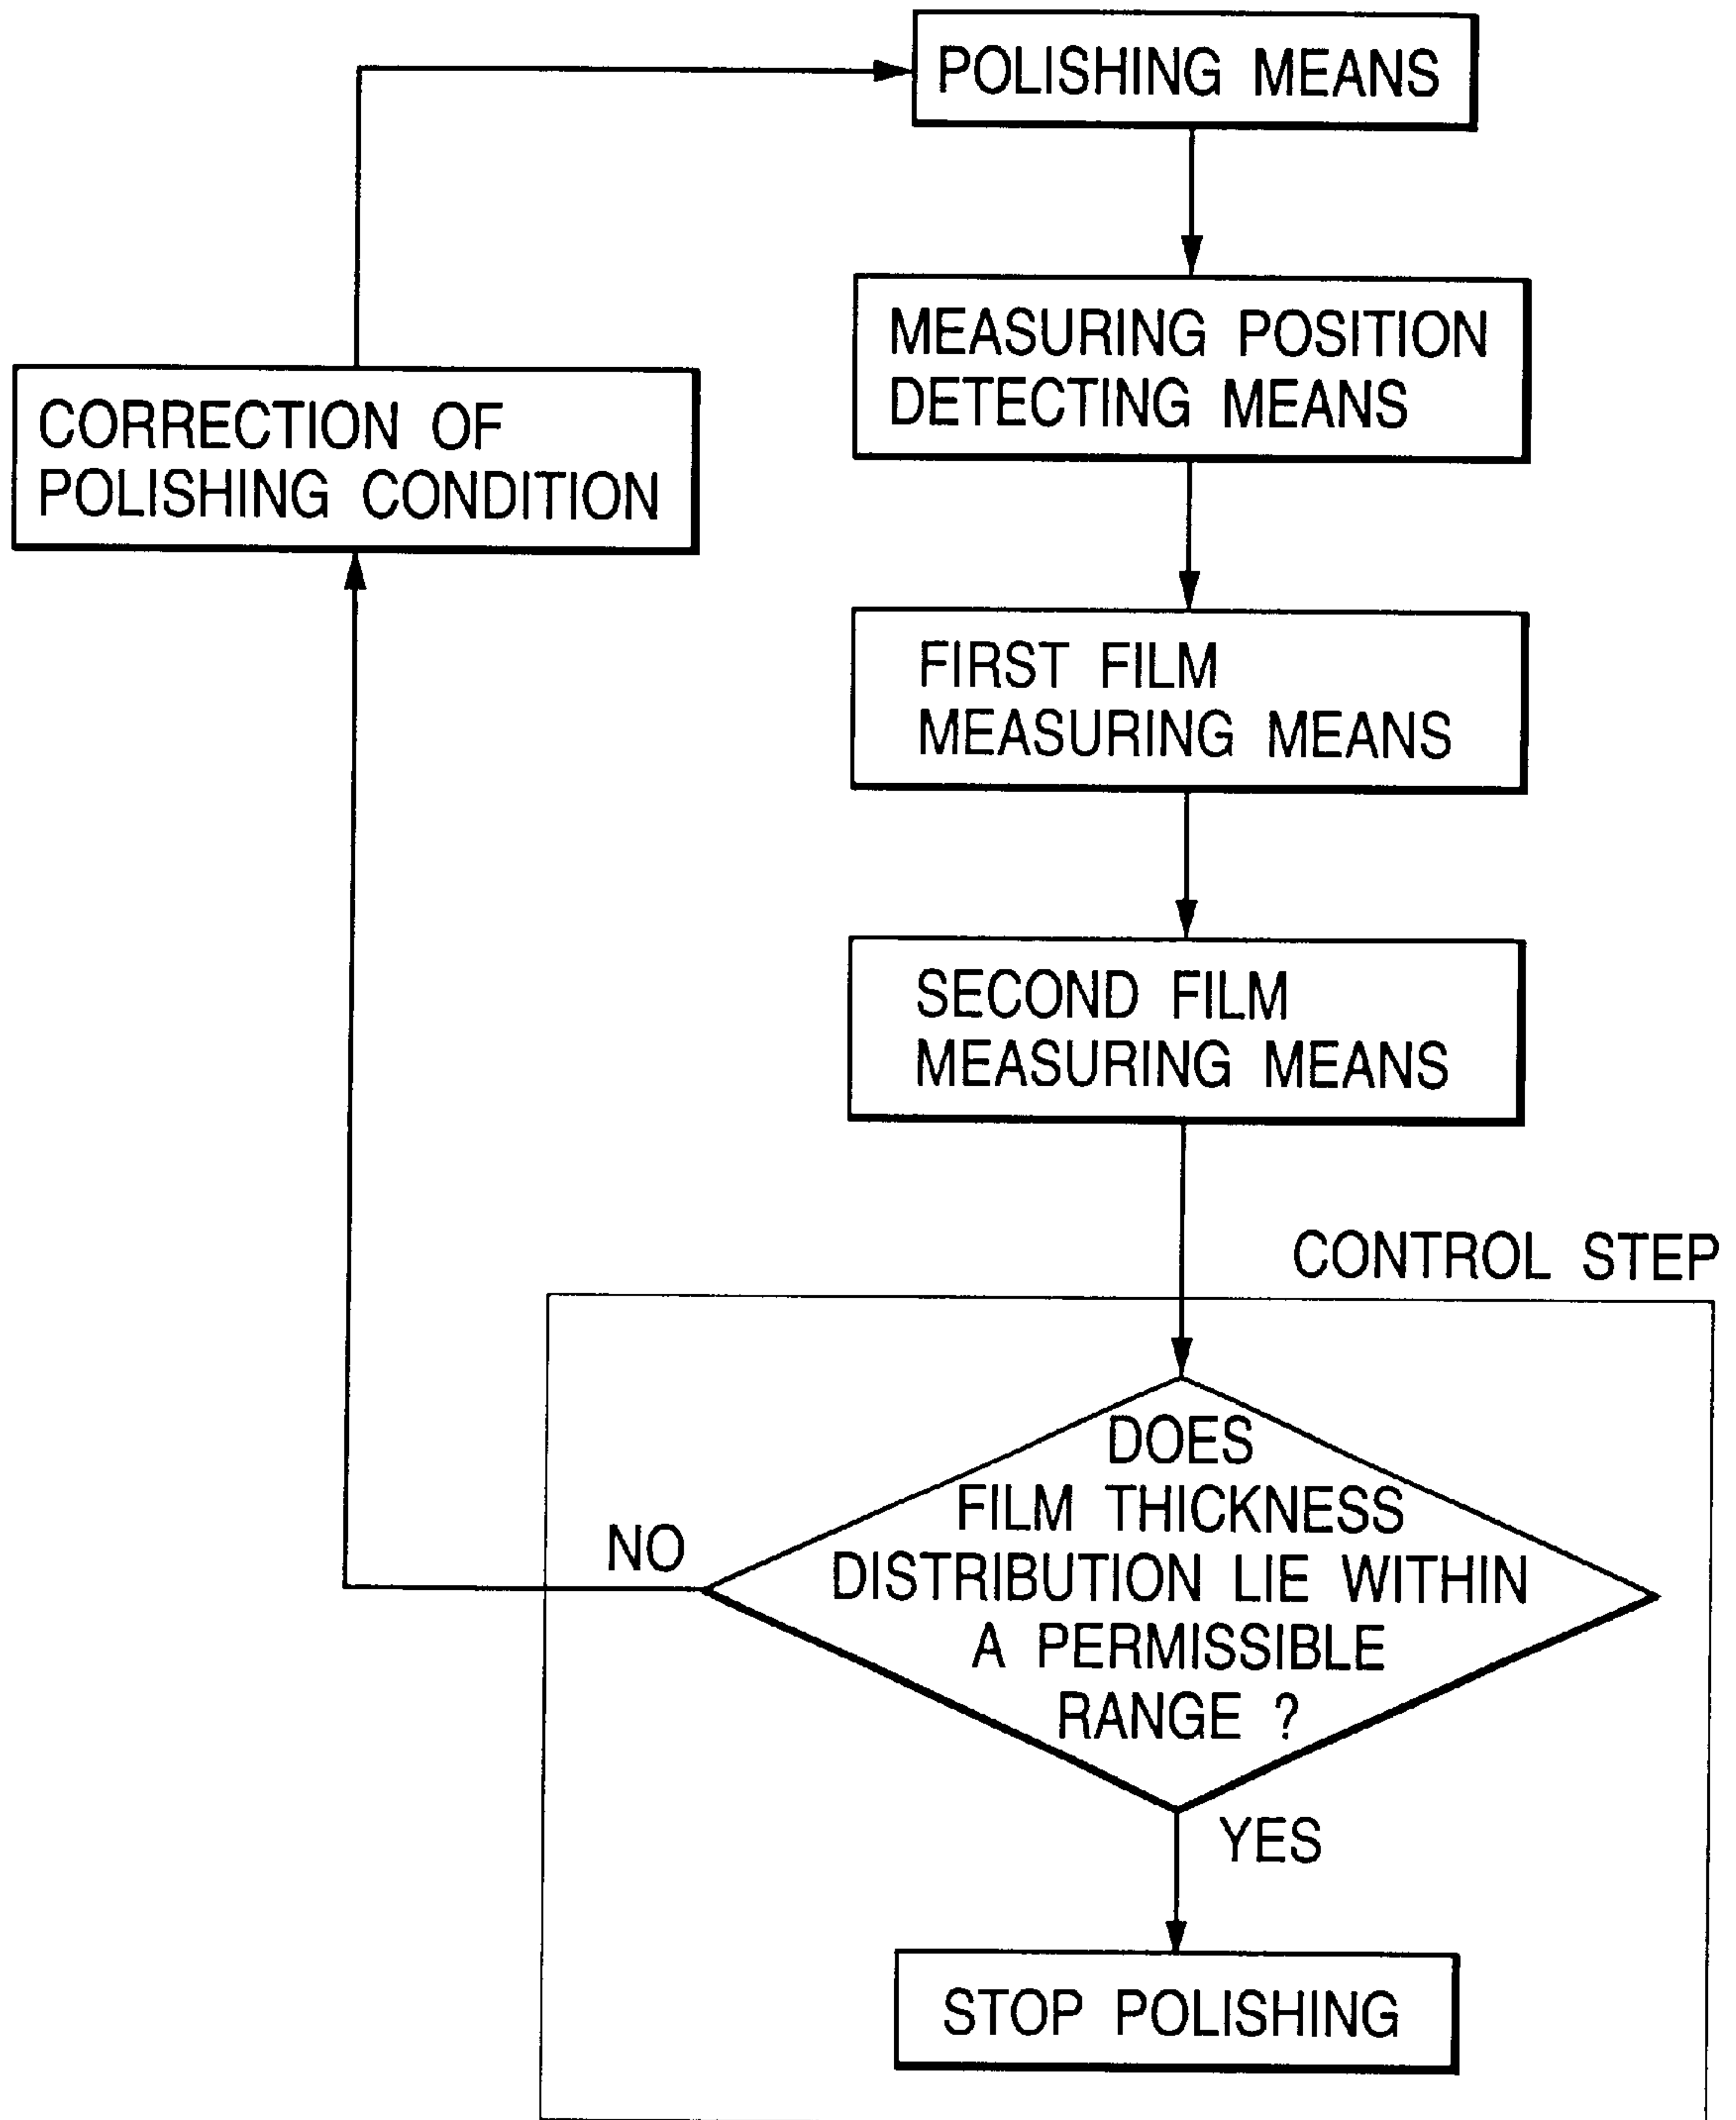 POLISHING MEANS
MEASURING POSITION
DETECTING MEANS
CORRECTION OF
POLISHING CONDITION
FIRST FILM
MEASURING MEANS
SECOND FILM
MEASURING MEANS
CONTROL STEP
DOES
FILM THICKNESS
DISTRIBUTION LIE WITHIN
A PERMISSIBLE
RANGE ?
NO
YES
STOP POLISHING